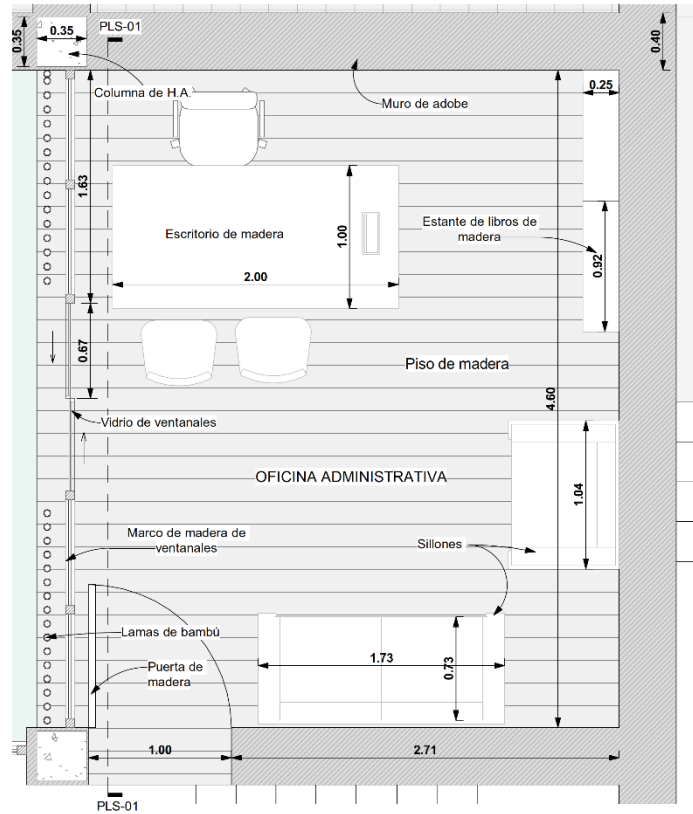 0.35
0.35
PLS-01
0.40
Columna de H.A.
Muro de adobe
0.25
1.63
Escritorio de madera
1.00
2.00
Estante de libros de
madera
0.92
0.67
Piso de madera
4.60
Vidrio de ventanales
OFICINA ADMINISTRATIVA
1.04
Marco de madera de
ventanales
Sillones
Lamas de bambú
1.73
0.73
Puerta de
madera
1.00
2.71
PLS-01